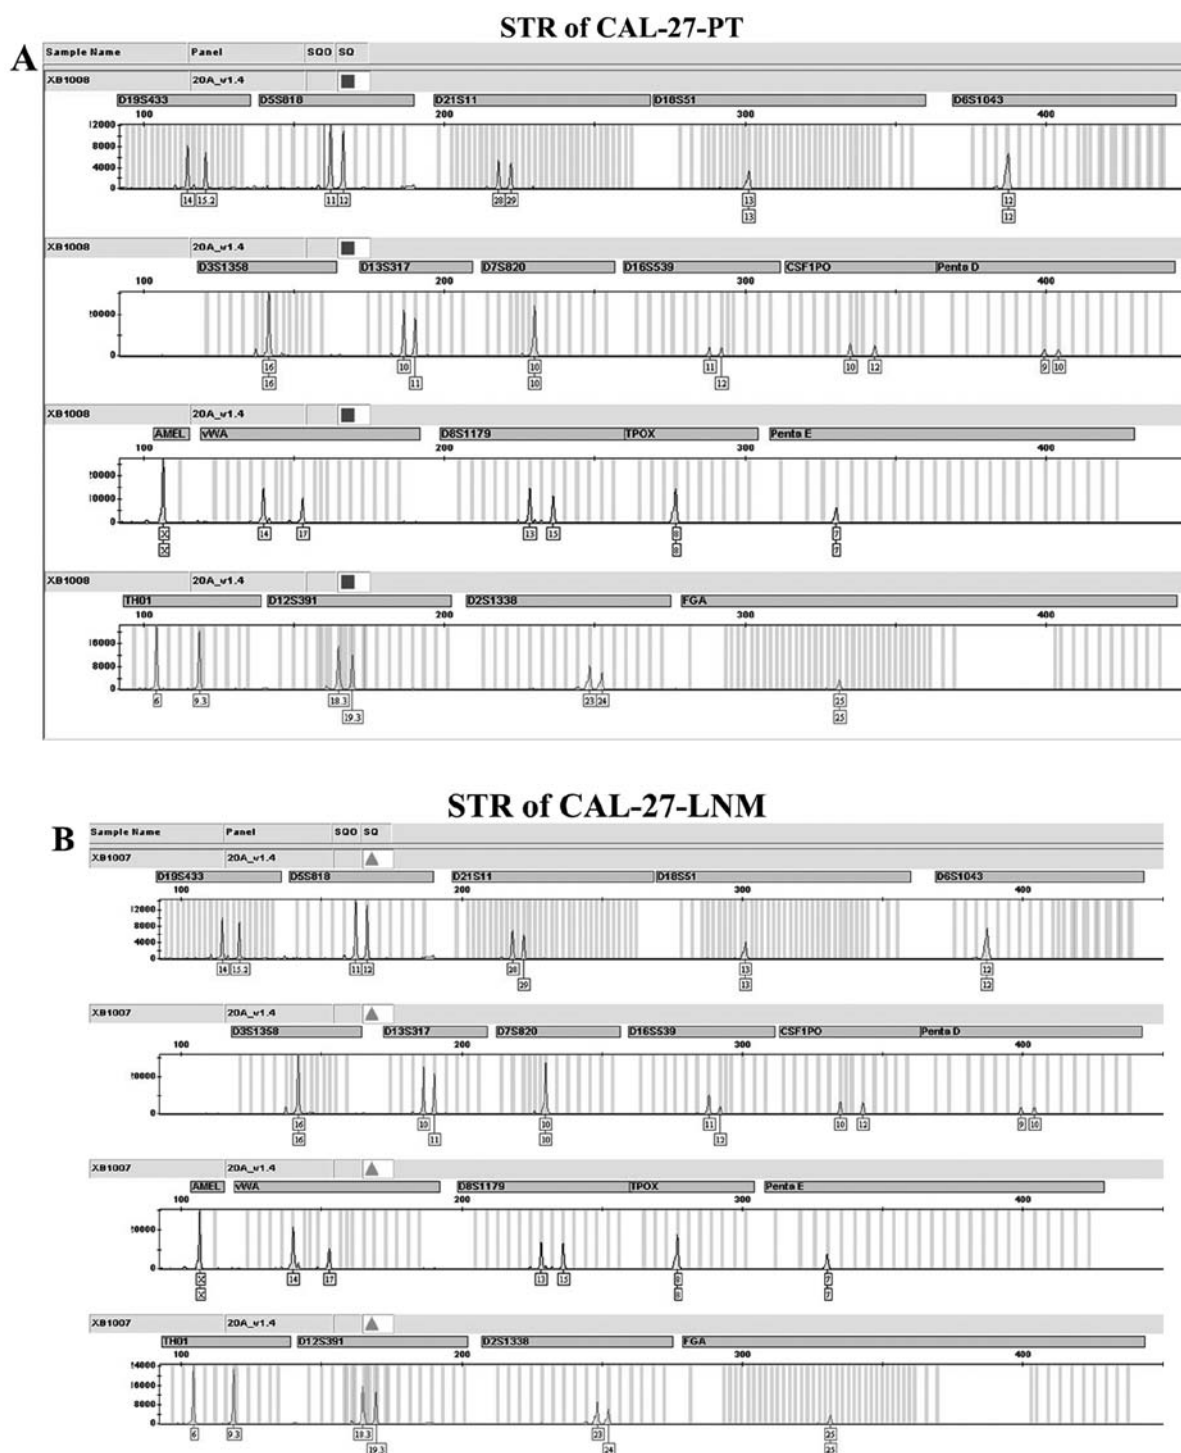 STR of CAL-27-PT
A
Sample Name Panel SQO SQ
XB1008 20A_v1.4
D19S433 D5S818 D21S11 D18S51 D6S1043
100 200 300 400
12000
8000
4000
0
14 15.2 11 12 28 29 13 12
13 12
XB1008 20A_v1.4
D3S1358 D13S317 D7S820 D16S539 CSF1PO Penta D
100 200 300 400
20000
0
16 10 10 11 10 12 9 10
16 11 10 12
XB1008 20A_v1.4
AMEL vWA D8S1179 TPOX Penta E
100 200 300 400
20000
10000
0
X 14 17 13 15 8 7
X 8 7
XB1008 20A_v1.4
TH01 D12S391 D2S1338 FGA
100 200 300 400
16000
8000
0
6 9.3 18.3 23 24 25
19.3 25
STR of CAL-27-LNM
B
Sample Name Panel SQO SQ
XB1007 20A_v1.4
D19S433 D5S818 D21S11 D18S51 D6S1043
100 200 300 400
12000
8000
4000
0
14 15.2 11 12 28 13 12
29 13 12
XB1007 20A_v1.4
D3S1358 D13S317 D7S820 D16S539 CSF1PO Penta D
100 200 300 400
20000
0
16 10 10 11 10 12 9 10
16 11 10 12
XB1007 20A_v1.4
AMEL vWA D8S1179 TPOX Penta E
100 200 300 400
20000
0
X 14 17 13 15 8 7
X 8 7
XB1007 20A_v1.4
TH01 D12S391 D2S1338 FGA
100 200 300 400
24000
16000
8000
0
6 9.3 18.3 23 25
19.3 24 25